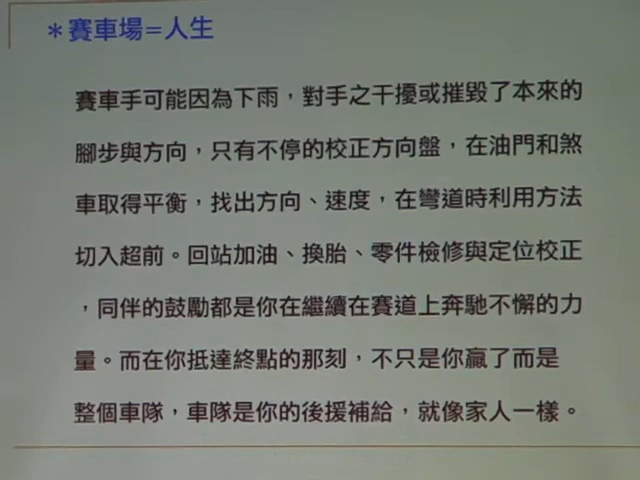 ＊賽車場=人生
賽車手可能因為下雨，對手之干擾或摧毀了本來的
腳步與方向，只有不停的校正方向盤，在油門和煞
車取得平衡，找出方向、速度，在彎道時利用方法
切入超前。回站加油、換胎、零件檢修與定位校正
，同伴的鼓勵都是你在繼續在賽道上奔馳不懈的力
量。而在你抵達終點的那刻，不只是你贏了而是
整個車隊，車隊是你的後援補給，就像家人一樣。